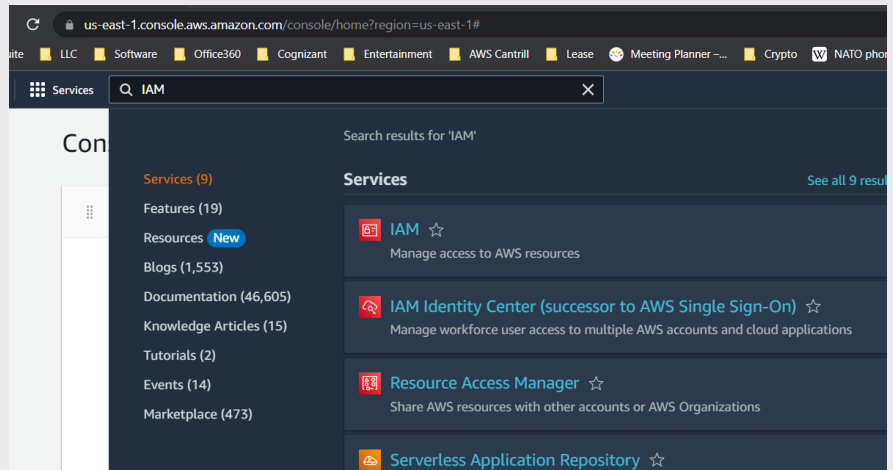 us-east-1.console.aws.amazon.com/console/home?region=us-east-1#
uite LLC Software Office360 Cognizant Entertainment AWS Cantrill Lease Meeting Planner –... Crypto W NATO phor
Services IAM
Con
Search results for 'IAM'
Services (9)
Features (19)
Resources New
Blogs (1,553)
Documentation (46,605)
Knowledge Articles (15)
Tutorials (2)
Events (14)
Marketplace (473)
Services See all 9 resul
IAM
Manage access to AWS resources
IAM Identity Center (successor to AWS Single Sign-On)
Manage workforce user access to multiple AWS accounts and cloud applications
Resource Access Manager
Share AWS resources with other accounts or AWS Organizations
Serverless Application Repository